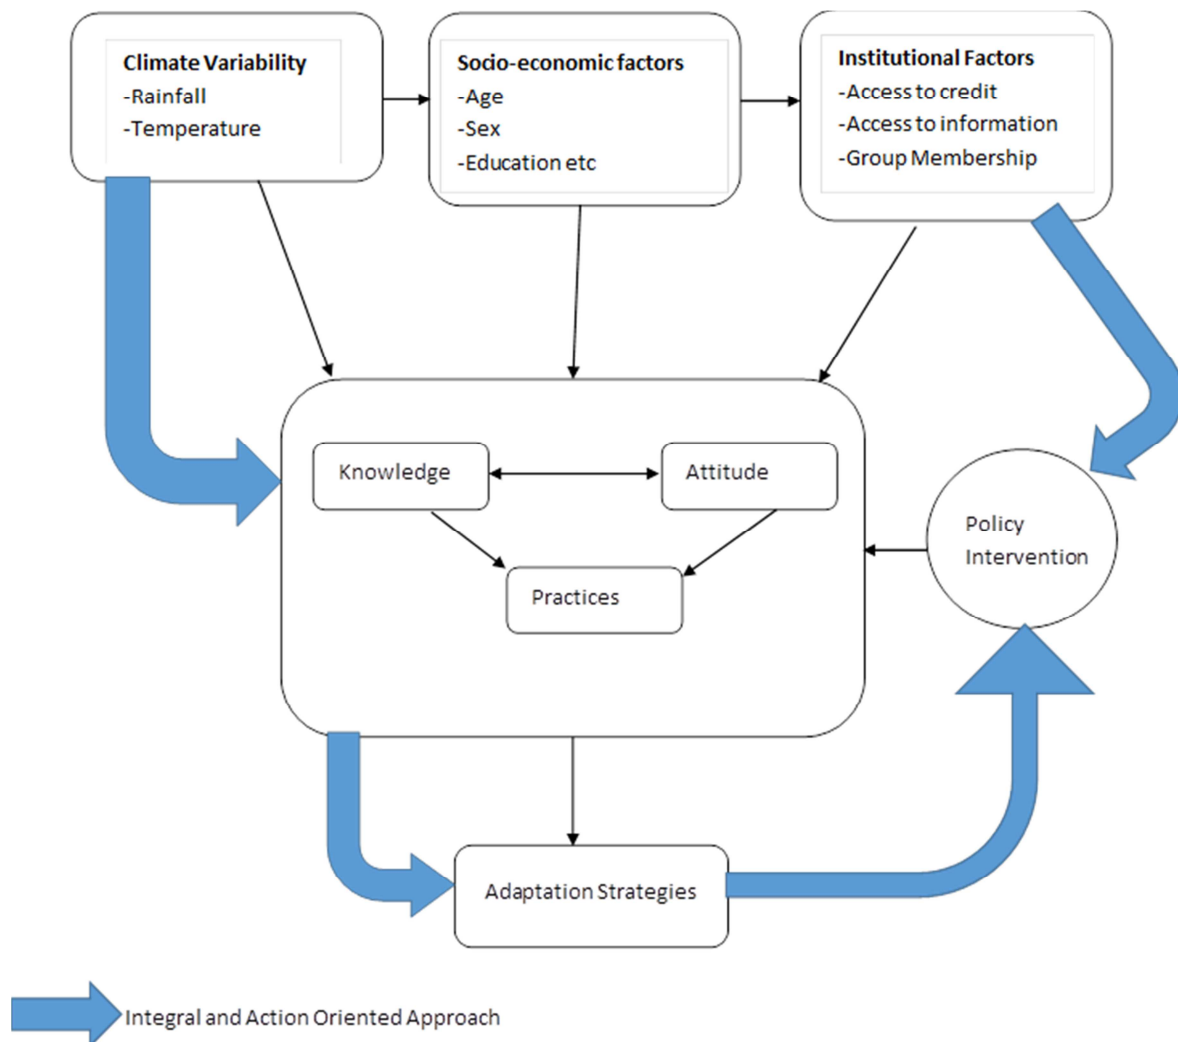 Climate Variability
-Rainfall
-Temperature
Socio-economic factors
-Age
-Sex
-Education etc
Institutional Factors
-Access to credit
-Access to information
-Group Membership
Knowledge
Attitude
Practices
Policy
Intervention
Adaptation Strategies
Integral and Action Oriented Approach